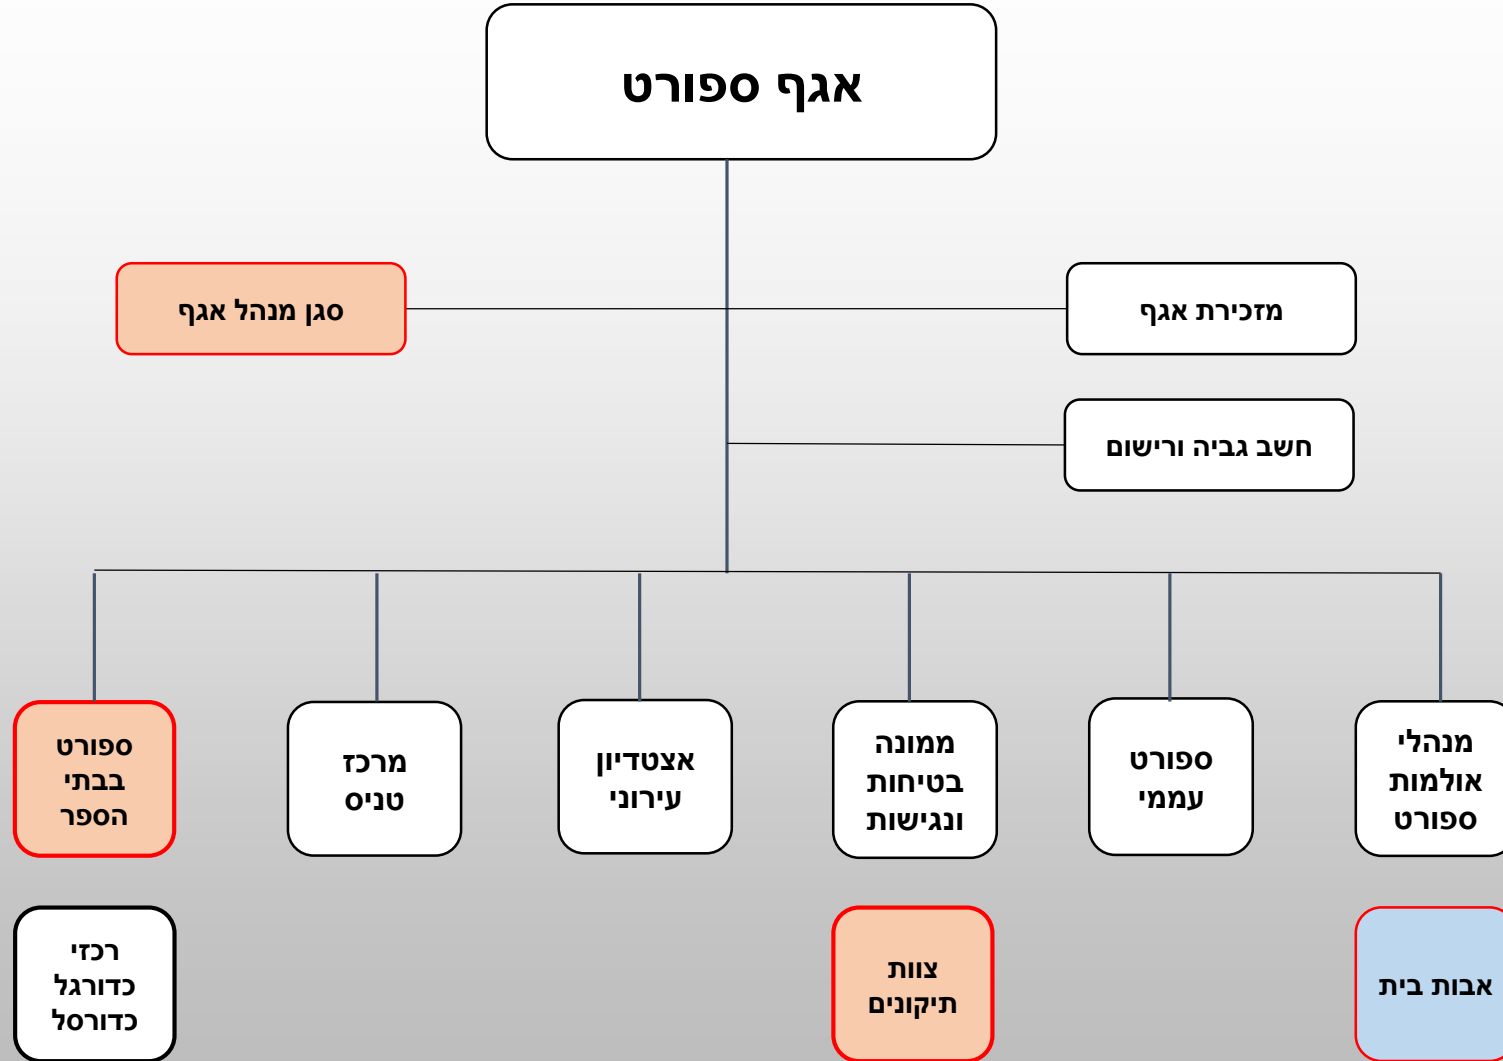 אגף ספורט
מזכירת אגף
סגן מנהל אגף
חשב גביה ורישום
מנהלי
אולמות
ספורט
ספורט
עממי
ממונה
בטיחות
ונגישות
אצטדיון
עירוני
מרכז
טניס
ספורט
בבתי
הספר
אבות בית
צוות
תיקונים
רכזי
כדורגל
כדורסל